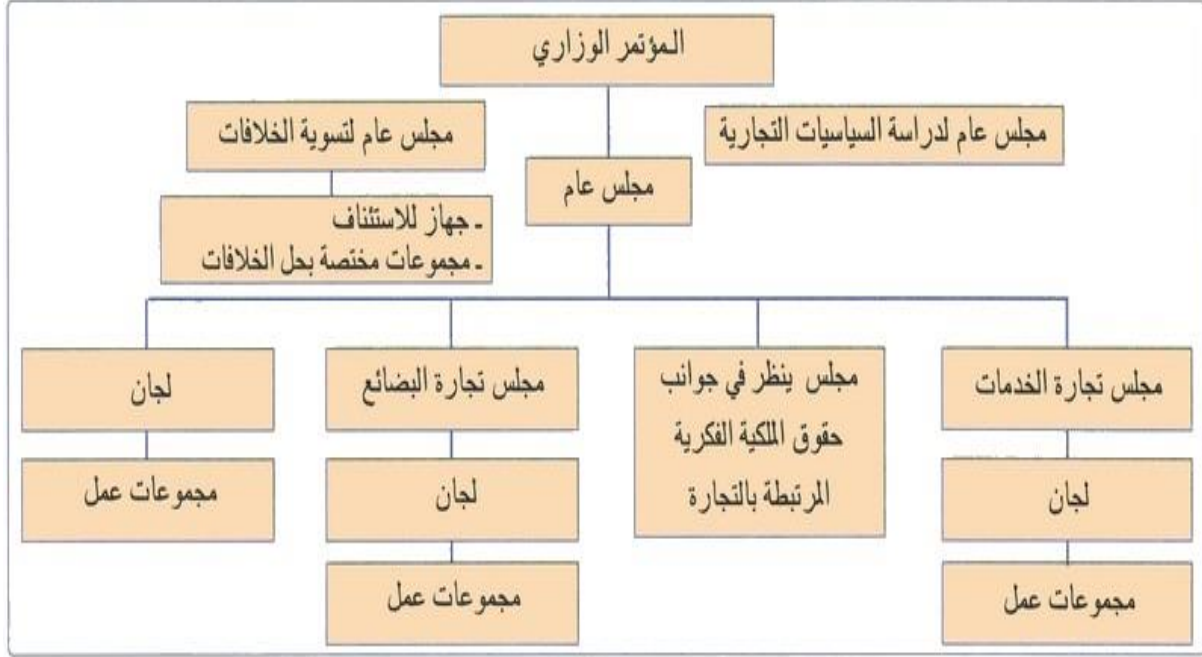 المؤتمر الوزاري
مجلس عام لدراسة السياسيات التجارية
مجلس عام لتسوية الخلافات
مجلس عام
ـ جهاز للاستئناف
ـ مجموعات مختصة بحل الخلافات
مجلس تجارة الخدمات
لجان
مجموعات عمل
مجلس ينظر في جوانب
حقوق الملكية الفكرية
المرتبطة بالتجارة
مجلس تجارة البضائع
لجان
مجموعات عمل
لجان
مجموعات عمل